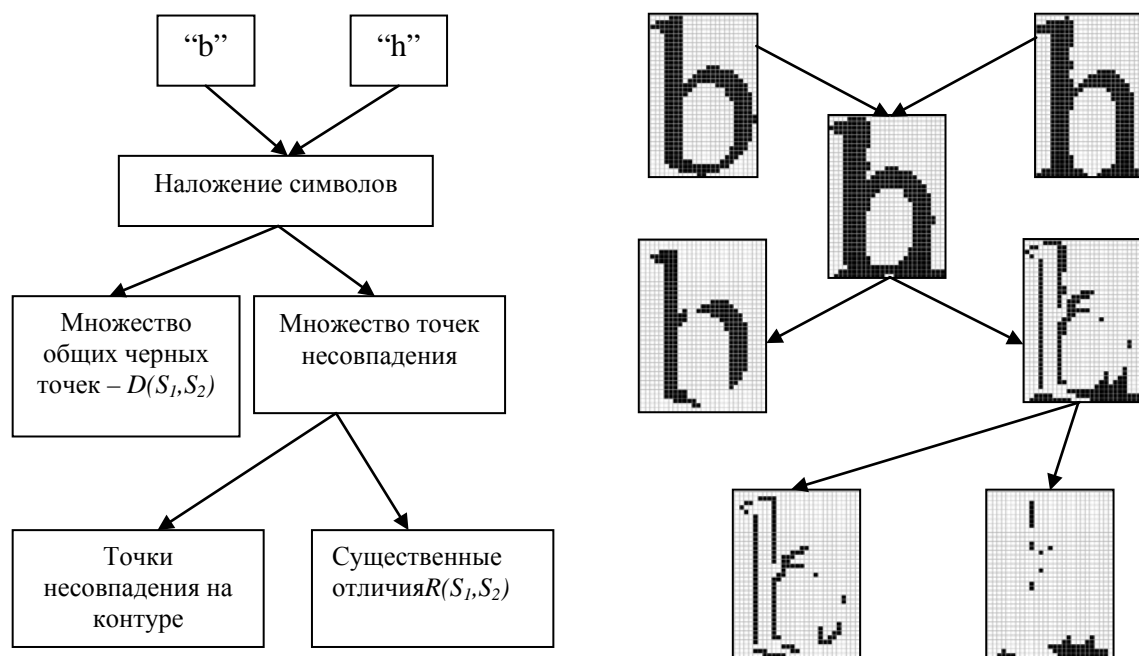 “b”
“h”
Наложение символов
Множество
общих черных
точек – D(S1,S2)
Множество точек
несовпадения
Точки
несовпадения на
контуре
Существенные
отличияR(S1,S2)